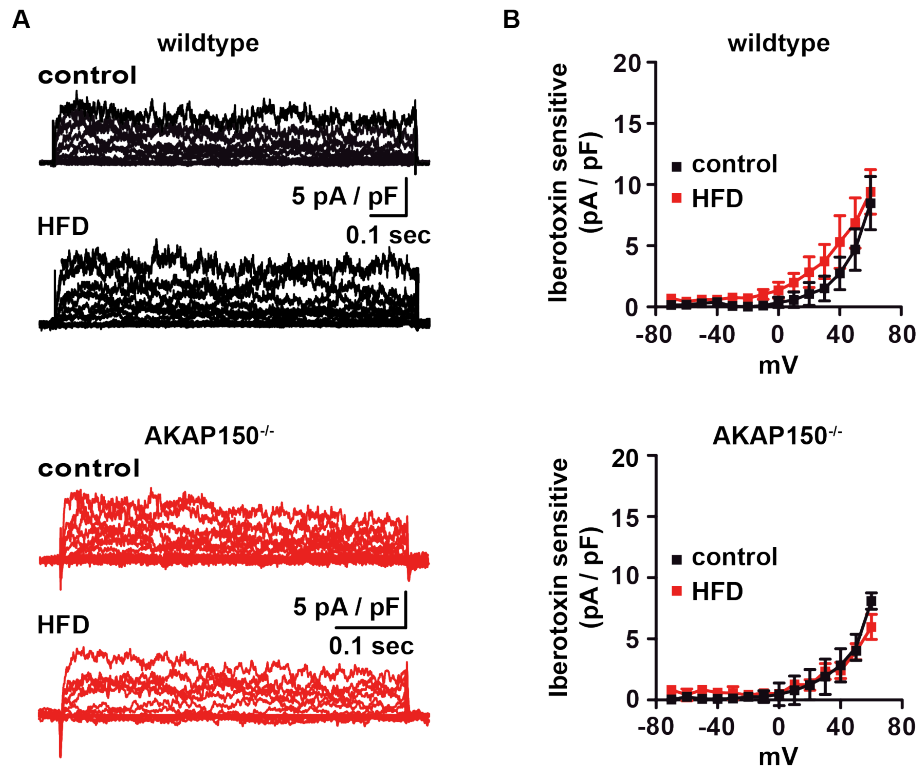 A
wildtype
control
5 pA / pF
0.1 sec
HFD
AKAP150-/-
control
5 pA / pF
0.1 sec
HFD
B
wildtype
Iberotoxin sensitive
(pA / pF)
20
15
10
5
0
control
HFD
-80 -40 0 40 80
mV
AKAP150-/-
Iberotoxin sensitive
(pA / pF)
20
15
10
5
0
control
HFD
-80 -40 0 40 80
mV